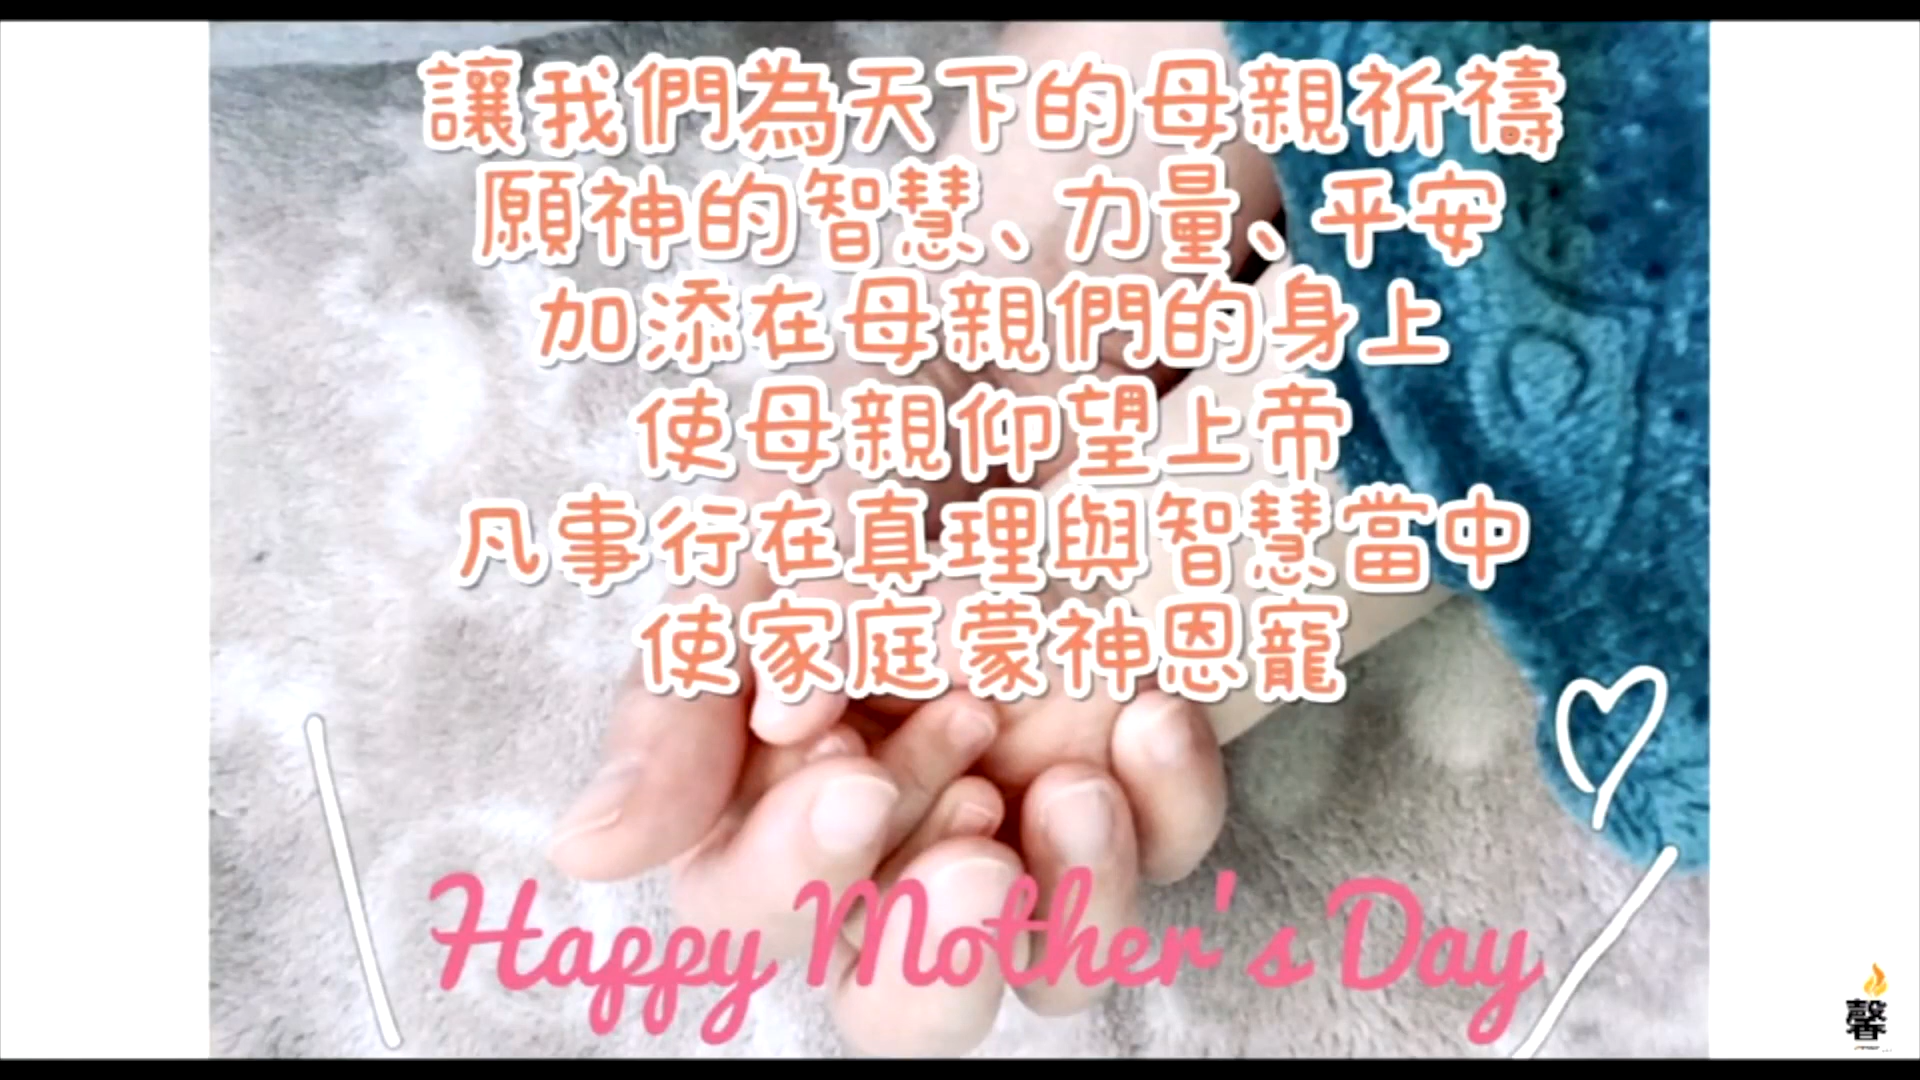 讓我們為天下的母親祈禱
願神的智慧、力量、平安
加添在母親們的身上
使母親仰望上帝
凡事行在真理與智慧當中
使家庭蒙神恩寵
Happy Mother's Day
馨